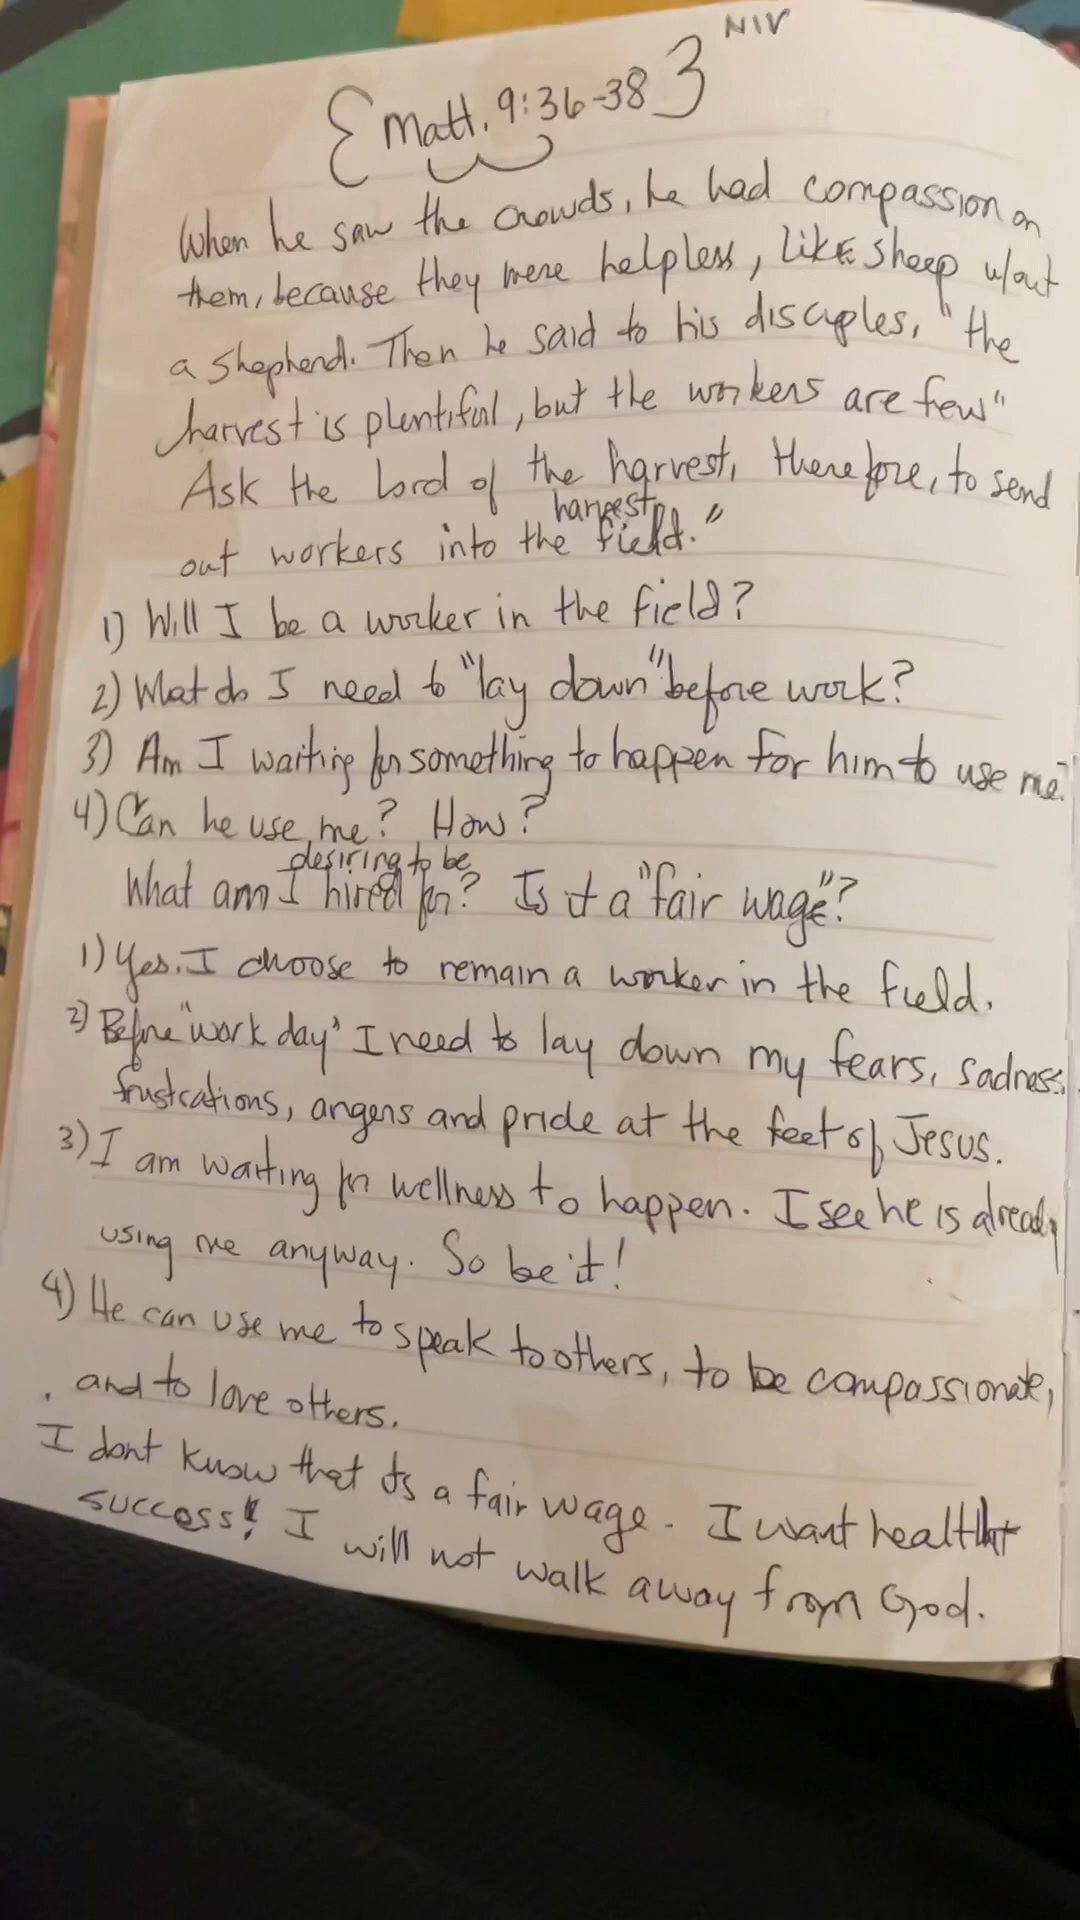 NIV
{ Matt. 9:36-38 }
When he saw the crowds, he had compassion on
them, because they were helpless, like sheep w/out
a shepherd. Then he said to his disciples, "the
harvest is plentiful, but the workers are few"
Ask the Lord of the harvest, therefore, to send
harvest
out workers into the field."
1) Will I be a worker in the field?
2) What do I need to "lay down" before work?
3) Am I waiting for something to happen for him to use me?
4) Can he use me? How?
desiring to be
What am I hired for? Is it a "fair wage"?
1) Yes. I choose to remain a worker in the field.
2) Before "work day" I need to lay down my fears, sadness,
frustrations, angers and pride at the feet of Jesus.
3) I am waiting for wellness to happen. I see he is already
using me anyway. So be it!
4) He can use me to speak to others, to be compassionate,
and to love others.
I dont know that its a fair wage. I want health
success! I will not walk away from God.